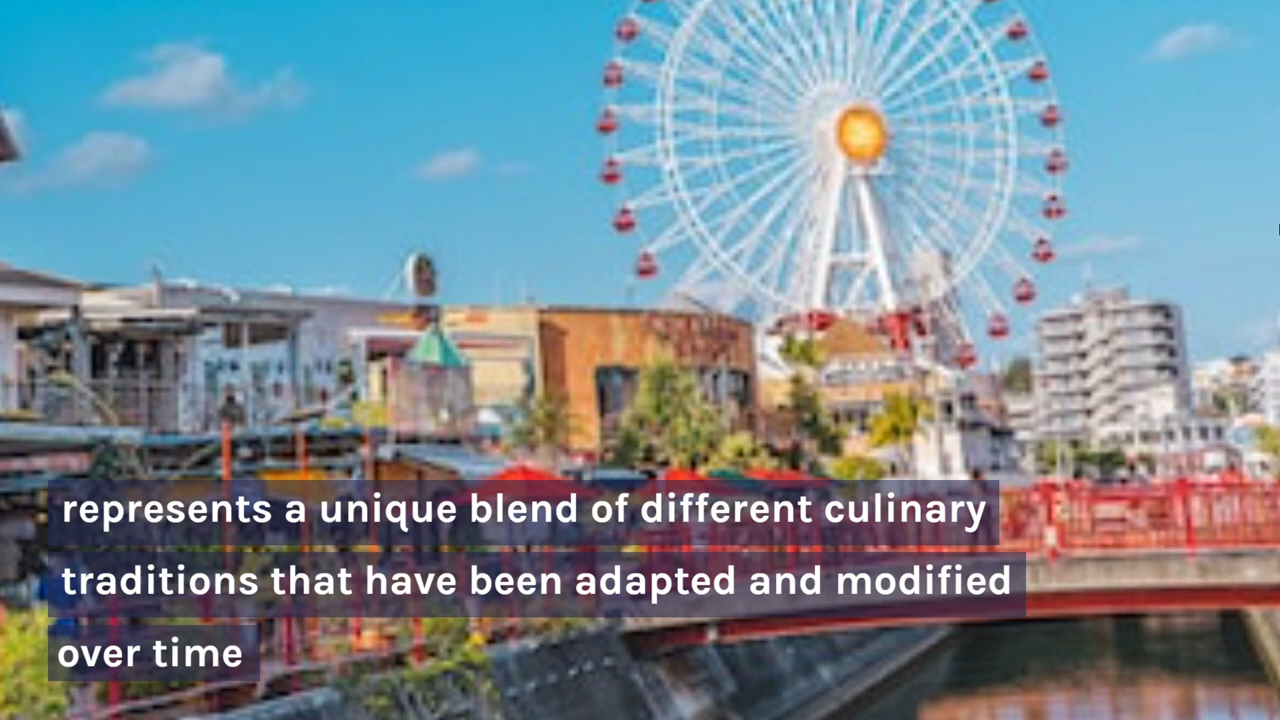 represents a unique blend of different culinary
traditions that have been adapted and modified
over time